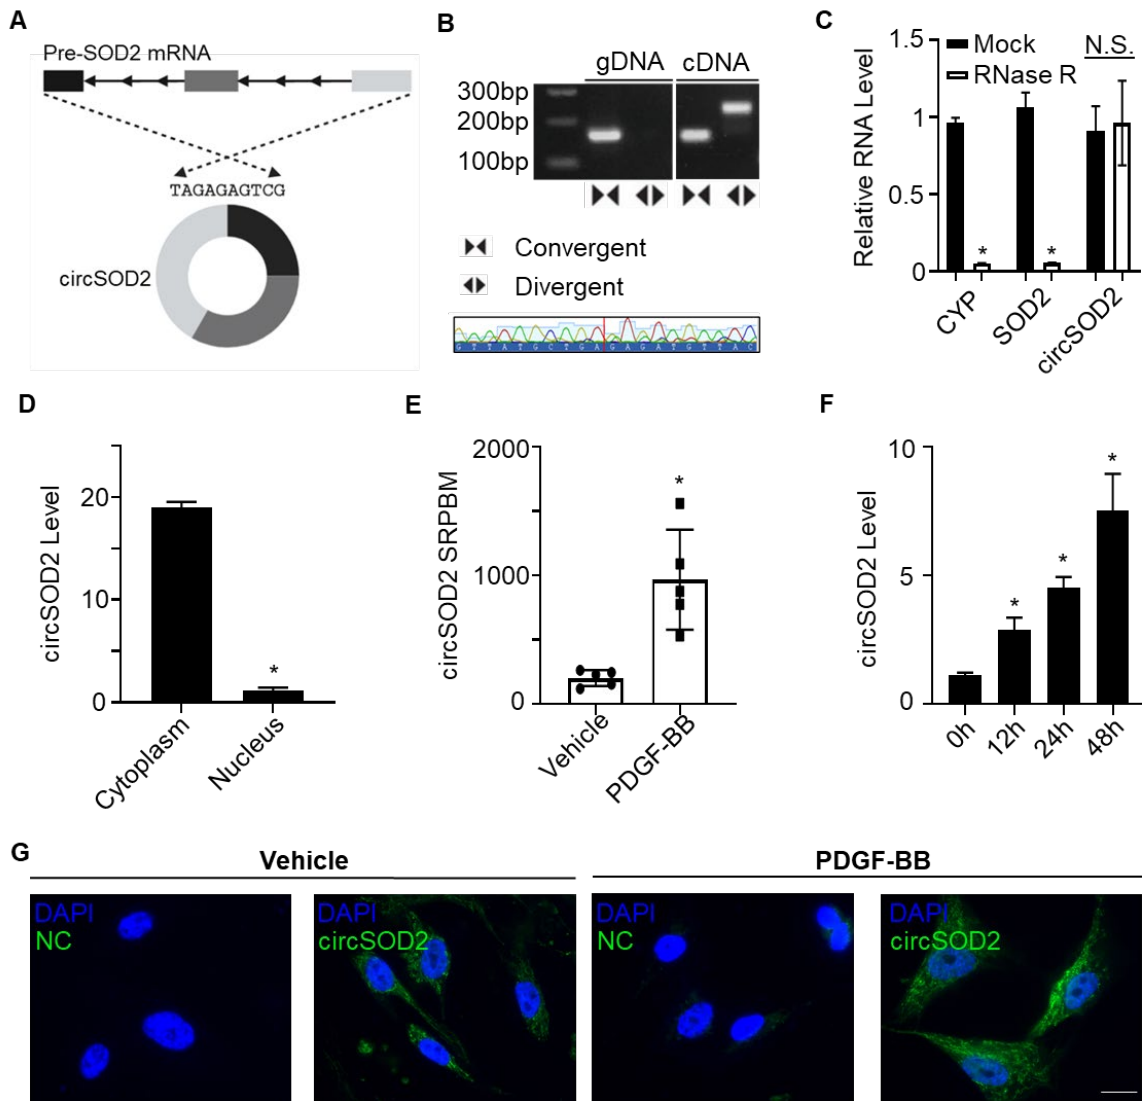 A
Pre-SOD2 mRNA
TAGAGAGTCG
circSOD2
B
gDNA cDNA
300bp
200bp
100bp
Convergent
Divergent
GTTATGCTGAGAGATGTTAC
C
Relative RNA Level
1.5
1
0.5
0
Mock
RNase R
N.S.
*
*
CYP
SOD2
circSOD2
D
circSOD2 Level
20
10
0
*
Cytoplasm
Nucleus
E
circSOD2 SRPBM
2000
1000
0
*
Vehicle
PDGF-BB
F
circSOD2 Level
10
5
0
*
*
*
0h
12h
24h
48h
G
Vehicle
PDGF-BB
DAPI
NC
DAPI
circSOD2
DAPI
NC
DAPI
circSOD2